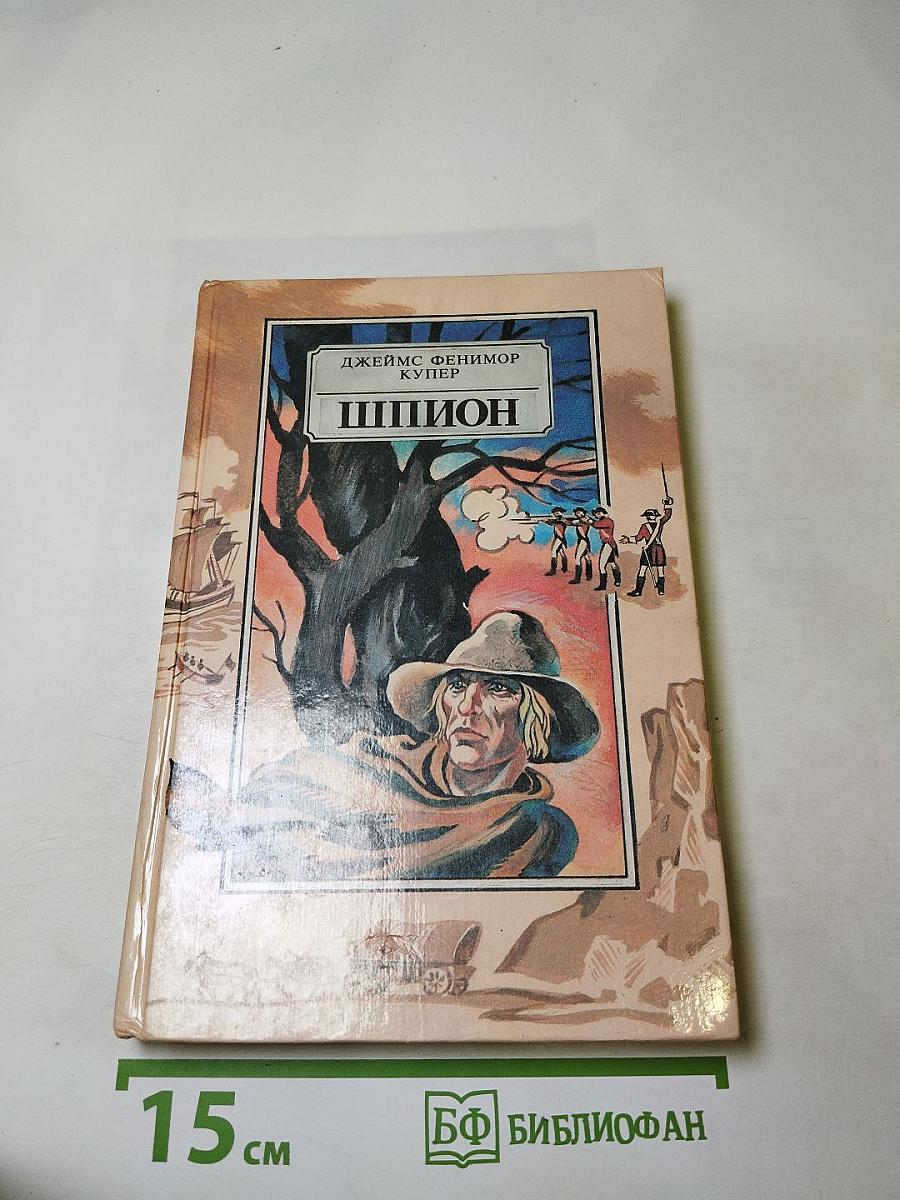 ДЖЕЙМС ФЕНИМОР
КУПЕР
ШПИОН
15 см
БФ БИБЛИОФАН